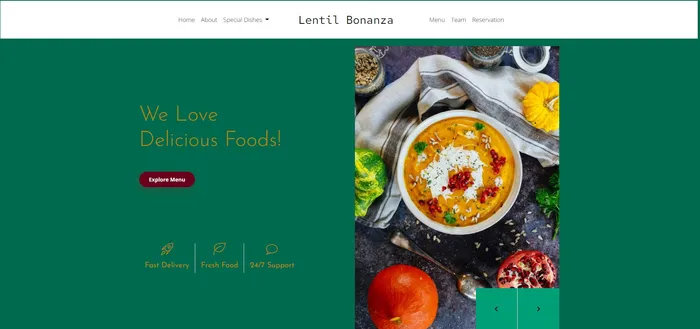 Home About Special Dishes Lentil Bonanza Menu Team Reservation
We Love
Delicious Foods!
Explore Menu
Fast Delivery Fresh Food 24/7 Support